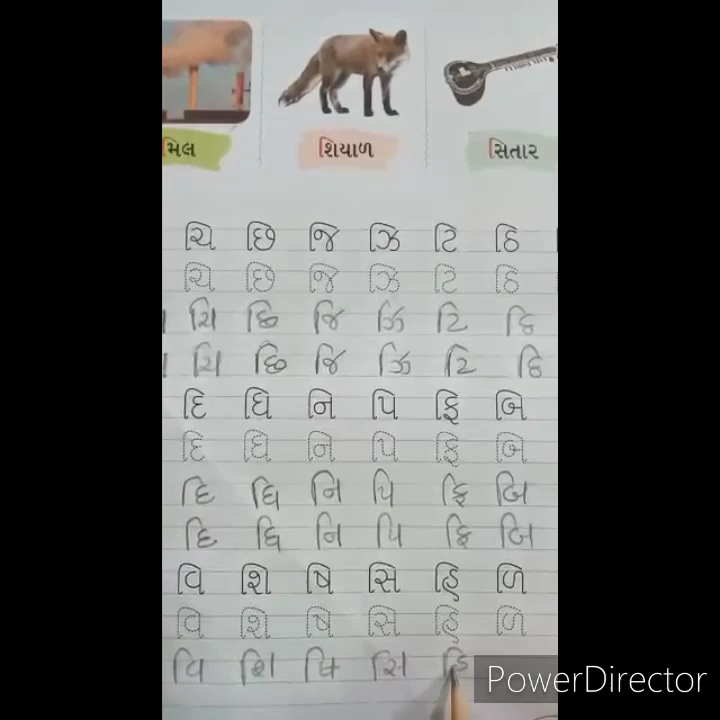 મિલ શિયાળ સિતાર
ચિ છિ જિ ઝિ ટિ ઠિ
ચિ છિ જિ ઝિ ટિ ઠિ
ચિ છિ જિ ઝિ ટિ ઠિ
ચિ છિ જિ ઝિ ટિ ઠિ
દિ ધિ નિ પિ ફિ બિ
દિ ધિ નિ પિ ફિ બિ
દિ ધિ નિ પિ ફિ બિ
દિ ધિ નિ પિ ફિ બિ
વિ શિ ષિ સિ હિ ળિ
વિ શિ ષિ સિ હિ ળિ
વિ શિ ષિ સિ હિ
PowerDirector